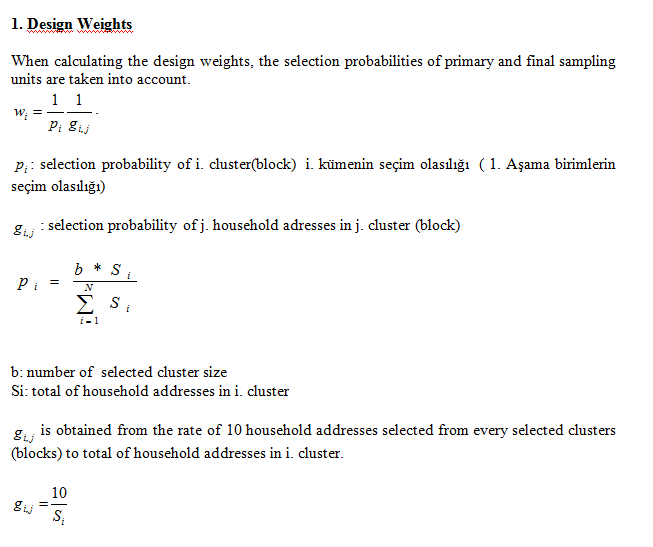 1. Design Weights
When calculating the design weights, the selection probabilities of primary and final sampling
units are taken into account.
w_i = \frac{1}{p_i} \frac{1}{g_{i,j}} .
p_i : selection probability of i. cluster(block) i. kümenin seçim olasılığı ( 1. Aşama birimlerin
seçim olasılığı)
g_{i,j} : selection probability of j. household adresses in j. cluster (block)
p_i = \frac{b * S_i}{\sum_{i=1}^{N} S_i}
b: number of selected cluster size
Si: total of household addresses in i. cluster
g_{i,j} is obtained from the rate of 10 household addresses selected from every selected clusters
(blocks) to total of household addresses in i. cluster.
g_{i,j} = \frac{10}{S_i}